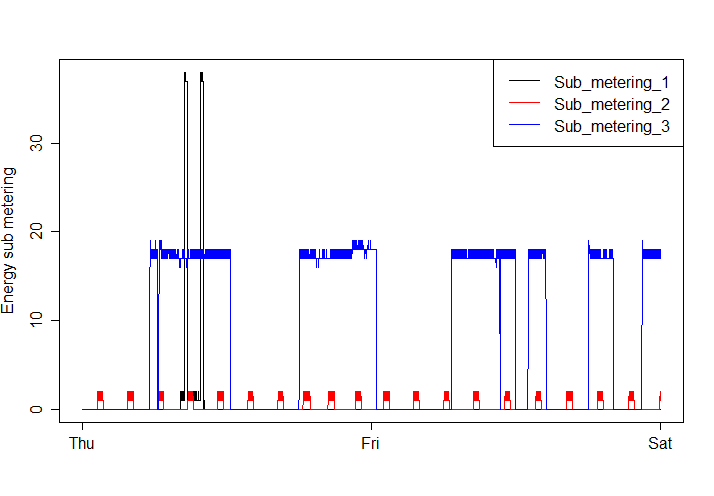 Energy sub metering
30
20
10
0
Thu
Fri
Sat
Sub_metering_1
Sub_metering_2
Sub_metering_3